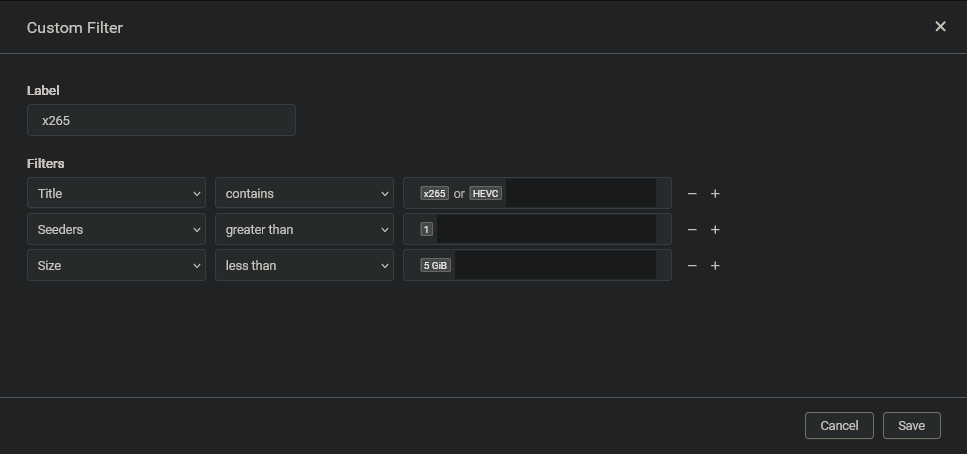 Custom Filter
Label
x265
Filters
Title contains x265 or HEVC
Seeders greater than 1
Size less than 5 GiB
Cancel Save